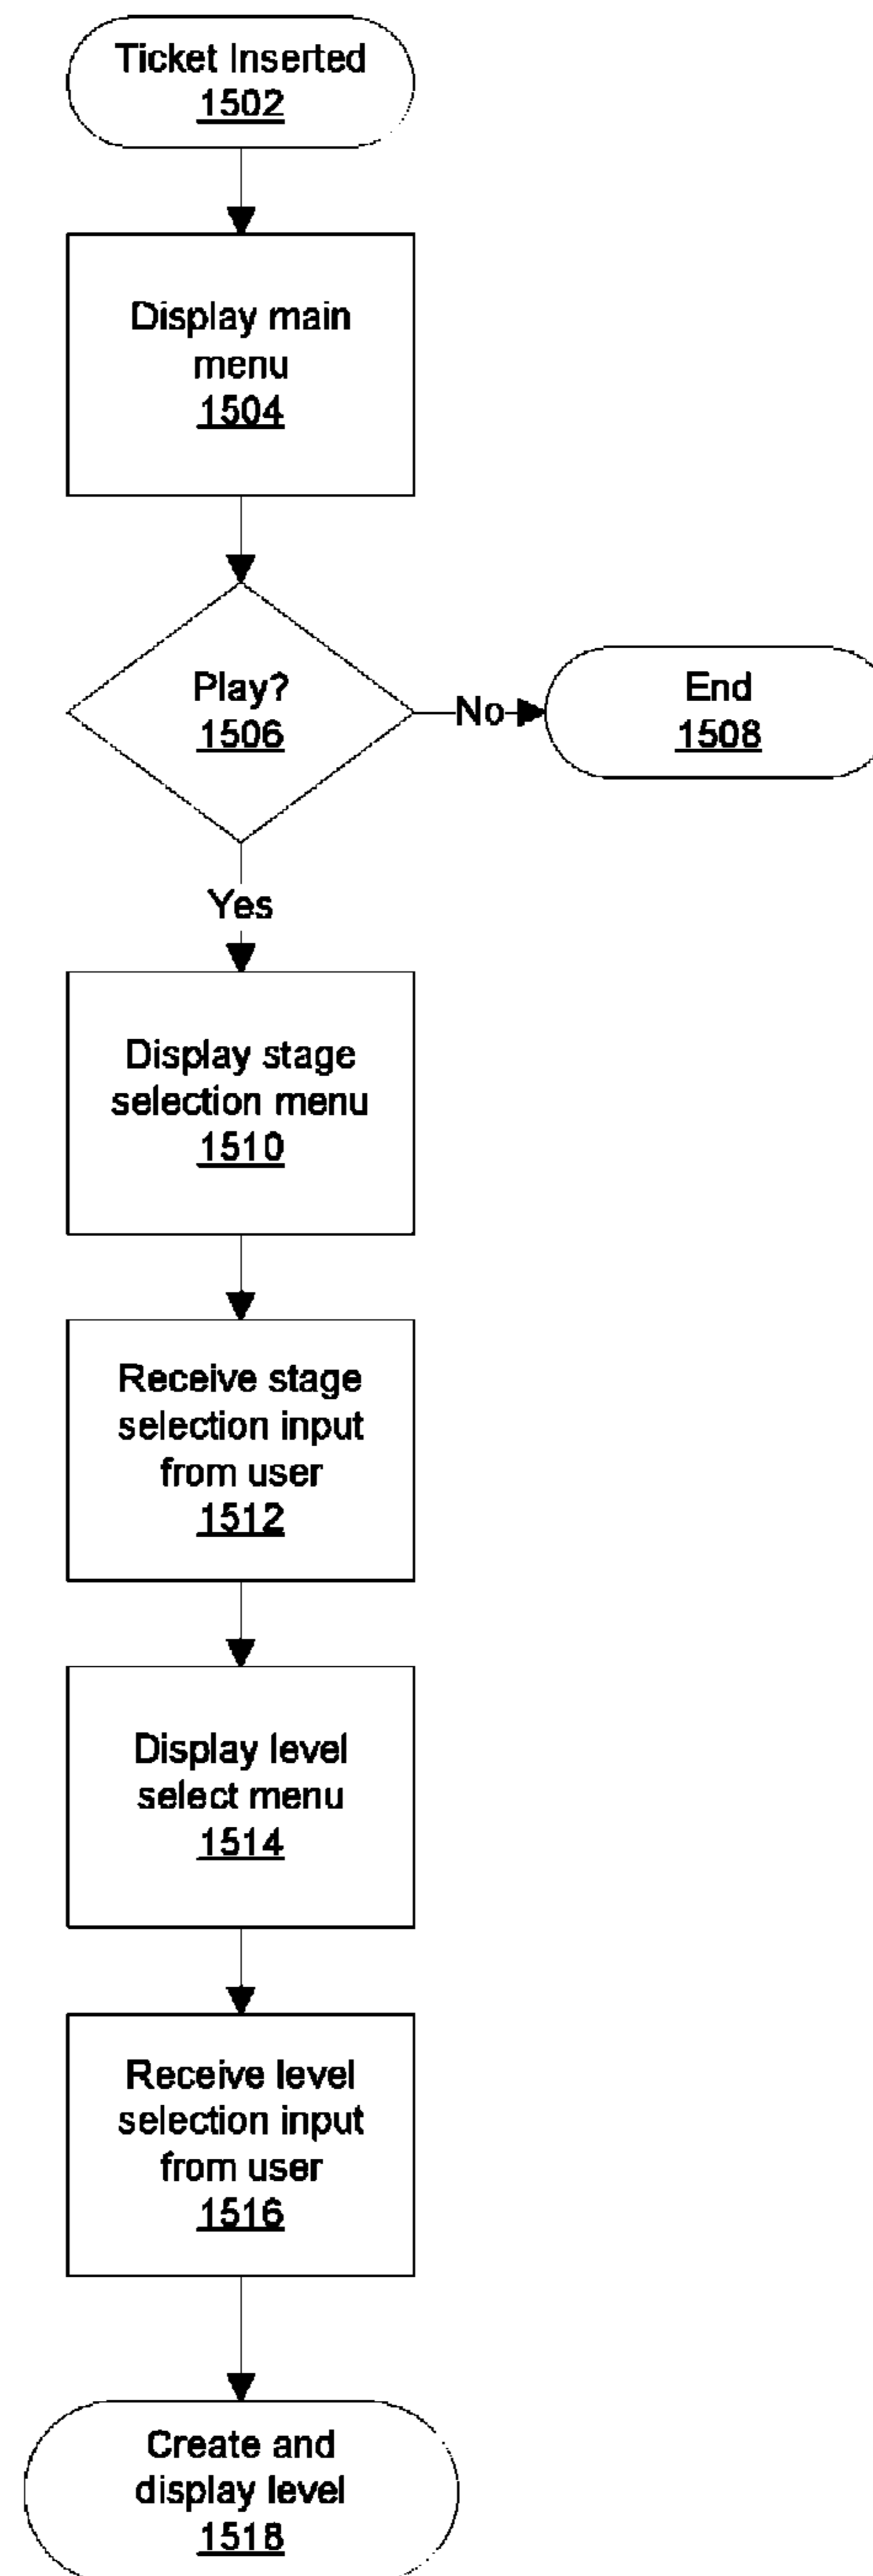 Ticket Inserted
1502
Display main
menu
1504
Play?
1506
No
End
1508
Yes
Display stage
selection menu
1510
Receive stage
selection input
from user
1512
Display level
select menu
1514
Receive level
selection input
from user
1516
Create and
display level
1518